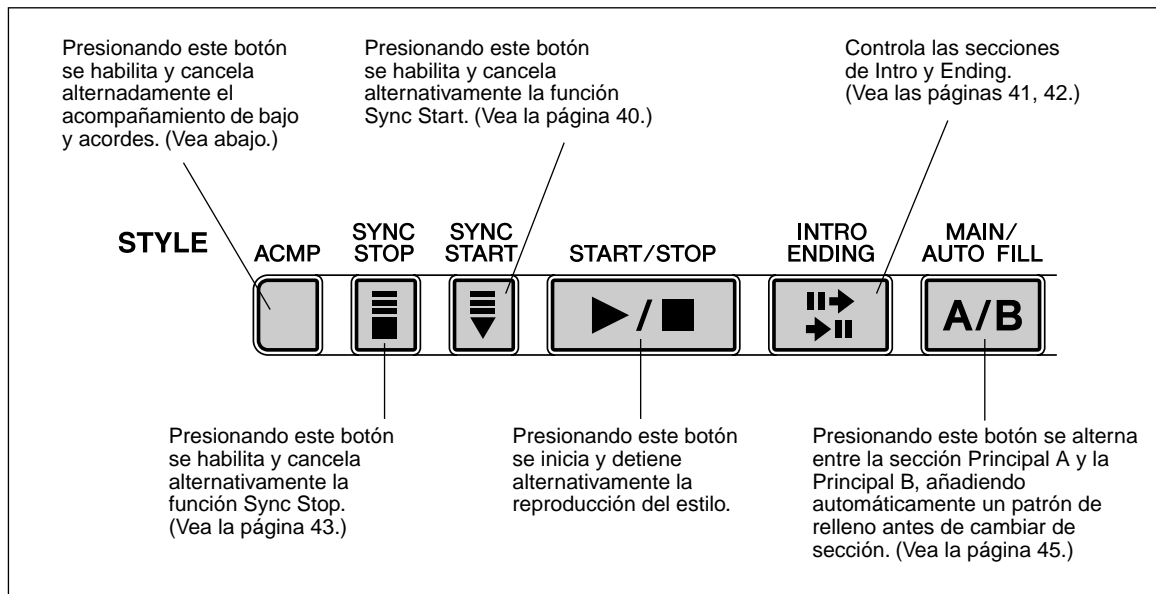 Presionando este botón
se habilita y cancela
alternadamente el
acompañamiento de bajo
y acordes. (Vea abajo.)
Presionando este botón
se habilita y cancela
alternativamente la función
Sync Start. (Vea la página 40.)
Controla las secciones
de Intro y Ending.
(Vea las páginas 41, 42.)
STYLE
ACMP
SYNC
STOP
SYNC
START
START/STOP
INTRO
ENDING
MAIN/
AUTO FILL
A/B
Presionando este botón
se habilita y cancela
alternativamente la
función Sync Stop.
(Vea la página 43.)
Presionando este botón
se inicia y detiene
alternativamente la
reproducción del estilo.
Presionando este botón se alterna
entre la sección Principal A y la
Principal B, añadiendo
automáticamente un patrón de
relleno antes de cambiar de
sección. (Vea la página 45.)